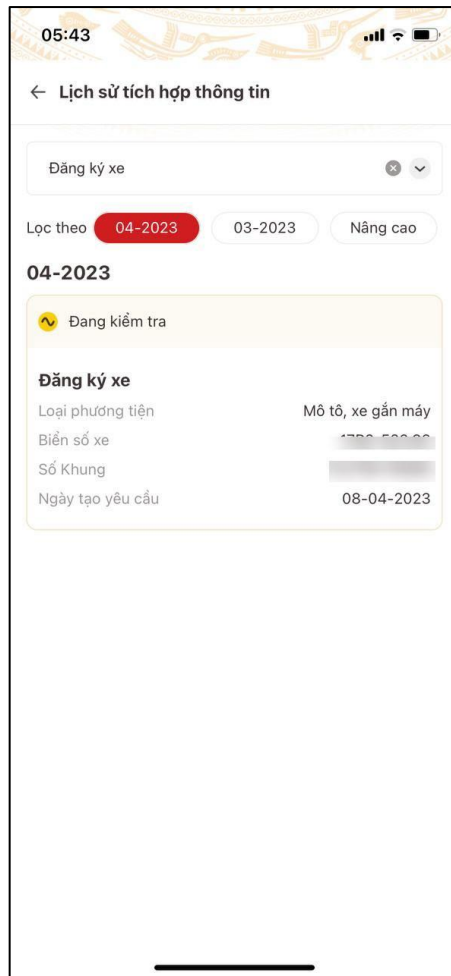 05:43
Lịch sử tích hợp thông tin
Đăng ký xe
Lọc theo 04-2023 03-2023 Nâng cao
04-2023
Đang kiểm tra
Đăng ký xe
Loại phương tiện Mô tô, xe gắn máy
Biển số xe
Số Khung
Ngày tạo yêu cầu 08-04-2023